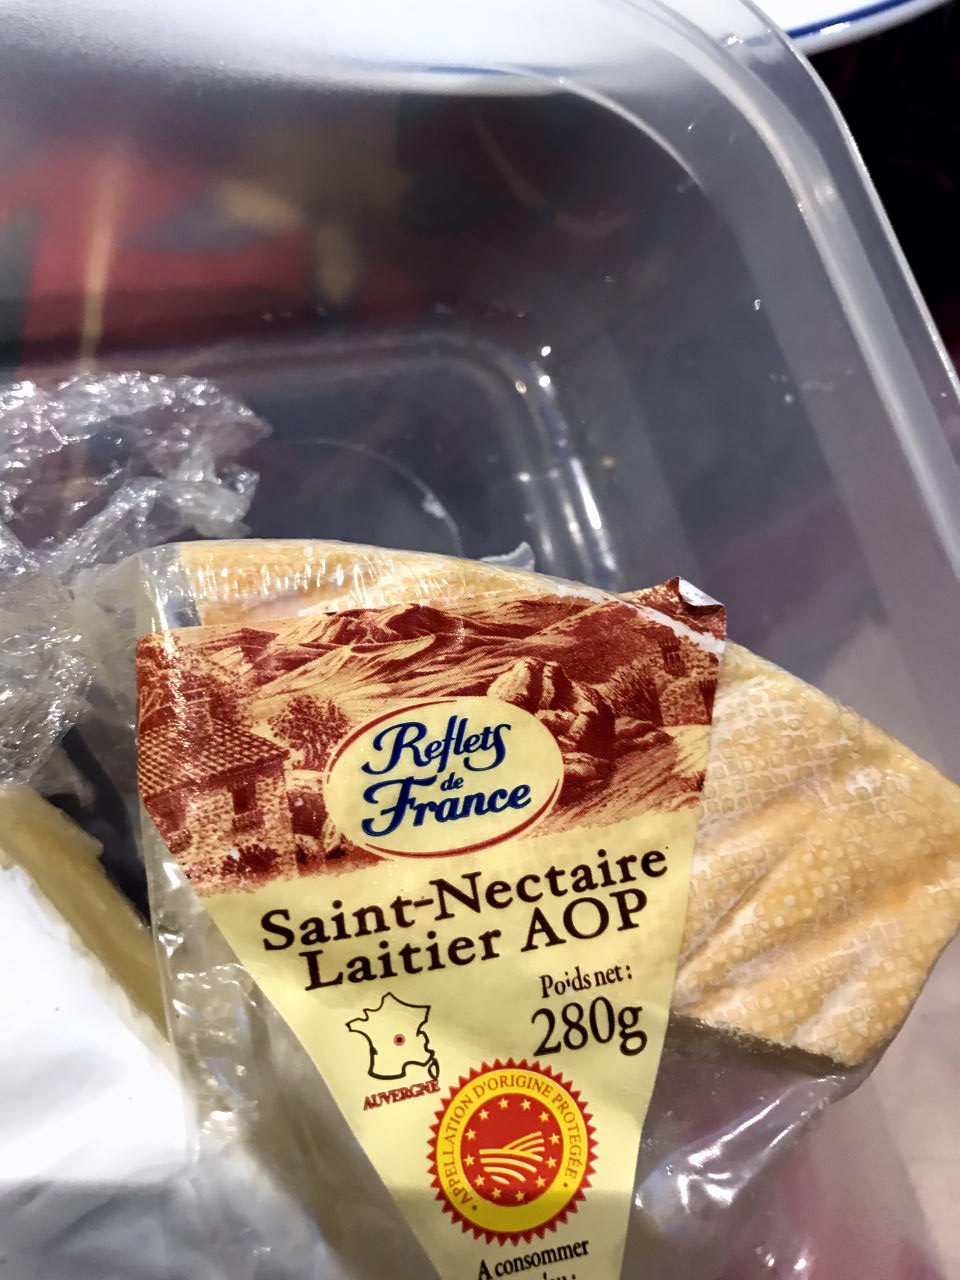 Reflets
de
France
Saint-Nectaire
Laitier AOP
Poids net :
280g
AUVERGNE
APPELLATION D'ORIGINE PROTÉGÉE
A consommer